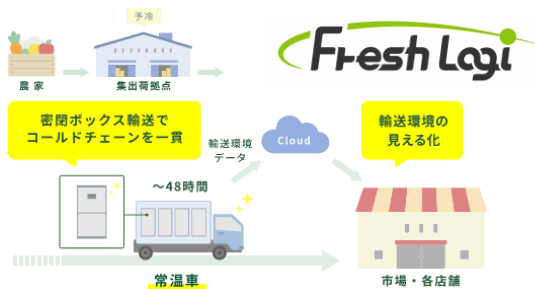 予冷
農家
集出荷拠点
Fresh Logi
密閉ボックス輸送で
コールドチェーンを一貫
輸送環境
データ
Cloud
輸送環境の
見える化
〜48時間
常温車
市場・各店舗